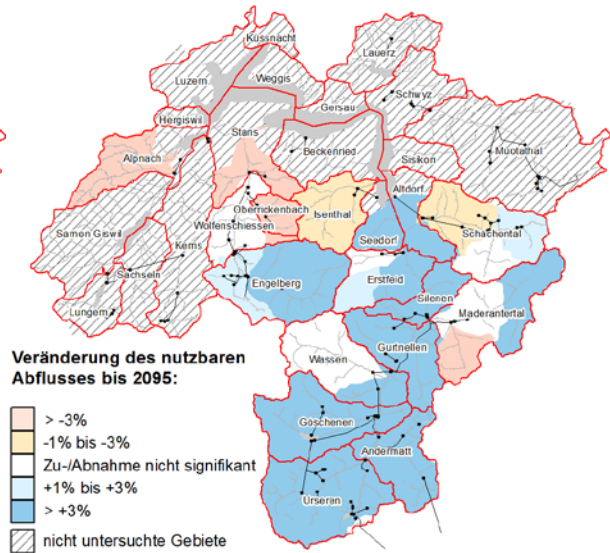 Küssnacht
Lauerz
Luzern
Weggis
Schwyz
Gersau
Hergiswil
Stans
Alpnach
Beckenried
Sisikon
Muotathal
Altdorf
Oberrickenbach
Isenthal
Wolfenschiessen
Schächental
Samen Giswil
Kerns
Seedorf
Engelberg
Erstfeld
Sachseln
Silenen
Lungern
Maderantertal
Gurtnellen
Wassen
Göschenen
Andermatt
Urseren
Veränderung des nutzbaren
Abflusses bis 2095:
> -3%
-1% bis -3%
Zu-/Abnahme nicht signifikant
+1% bis +3%
> +3%
nicht untersuchte Gebiete